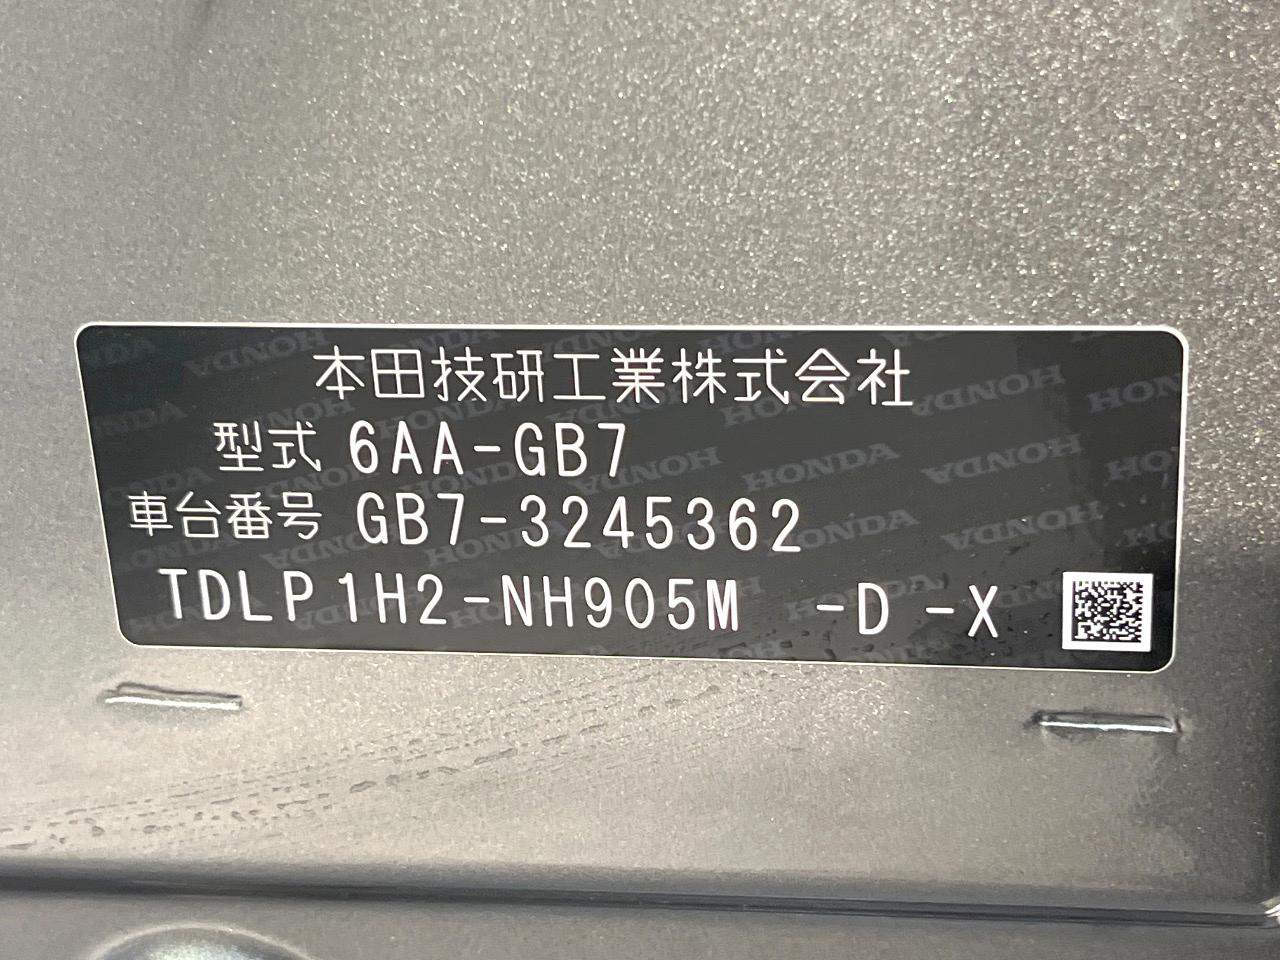 本田技研工業株式会社
型式 6AA-GB7
車台番号 GB7-3245362
TDLP1H2-NH905M -D -X